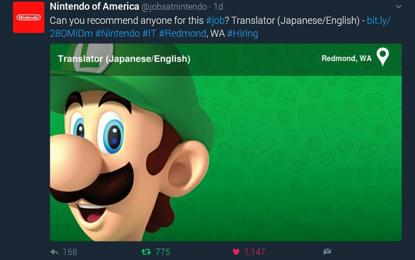 Nintendo of America @jobsatnintendo · 1d
Can you recommend anyone for this #job? Translator (Japanese/English) - bit.ly/
28OMiDm #Nintendo #IT #Redmond, WA #Hiring
Nintendo
Translator (Japanese/English)
Redmond, WA
168 775 1,147